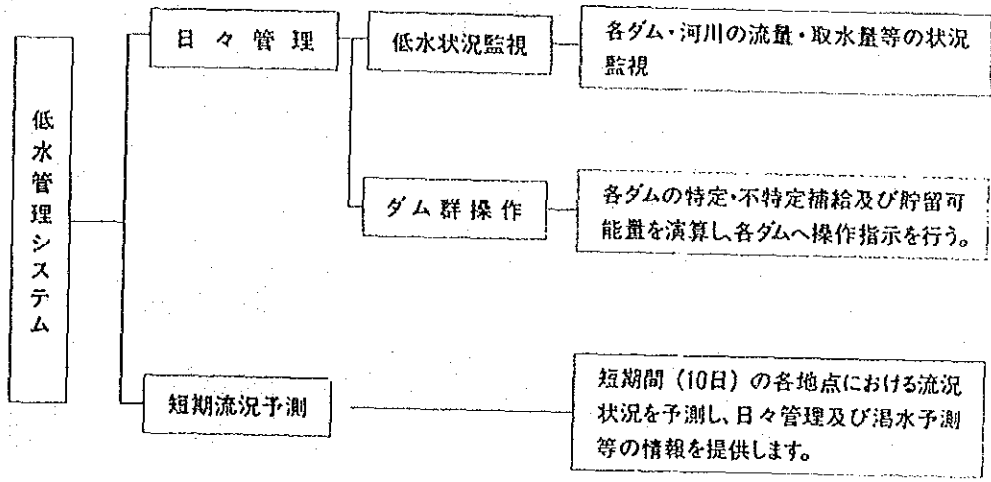 低水管理システム
日々管理
低水状況監視
各ダム・河川の流量・取水量等の状況
監視
ダム群操作
各ダムの特定・不特定補給及び貯留可
能量を演算し、各ダムへ操作指示を行う。
短期流況予測
短期間（10日）の各地点における流況
状況を予測し、日々管理及び渇水予測
等の情報を提供します。